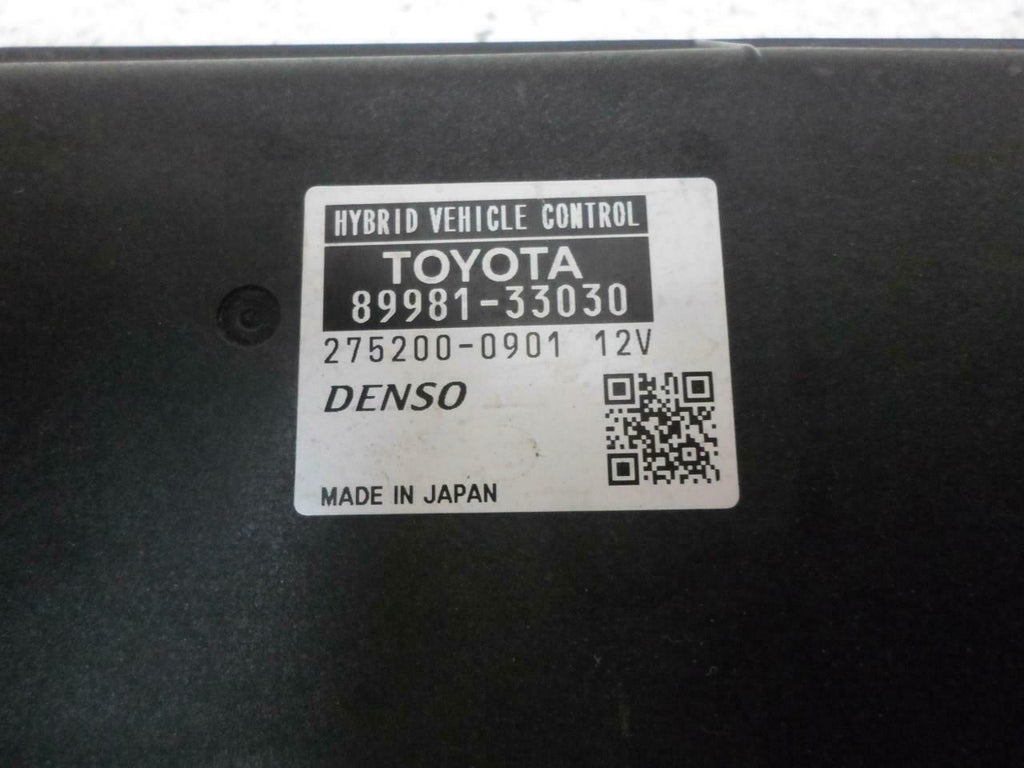 HYBRID VEHICLE CONTROL
TOYOTA
89981-33030
275200-0901 12V
DENSO
MADE IN JAPAN